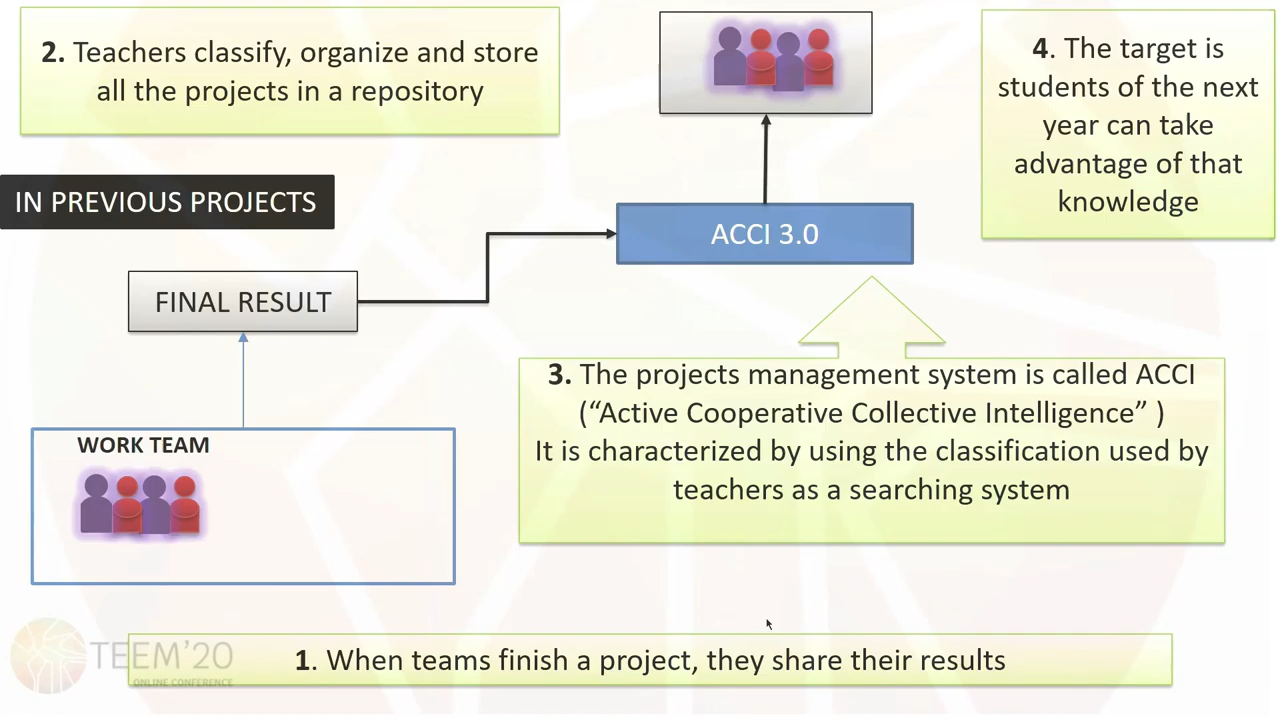 2. Teachers classify, organize and store
all the projects in a repository
4. The target is
students of the next
year can take
advantage of that
knowledge
IN PREVIOUS PROJECTS
ACCI 3.0
FINAL RESULT
3. The projects management system is called ACCI
(“Active Cooperative Collective Intelligence” )
It is characterized by using the classification used by
teachers as a searching system
WORK TEAM
TEEM’20
ONLINE CONFERENCE
1. When teams finish a project, they share their results